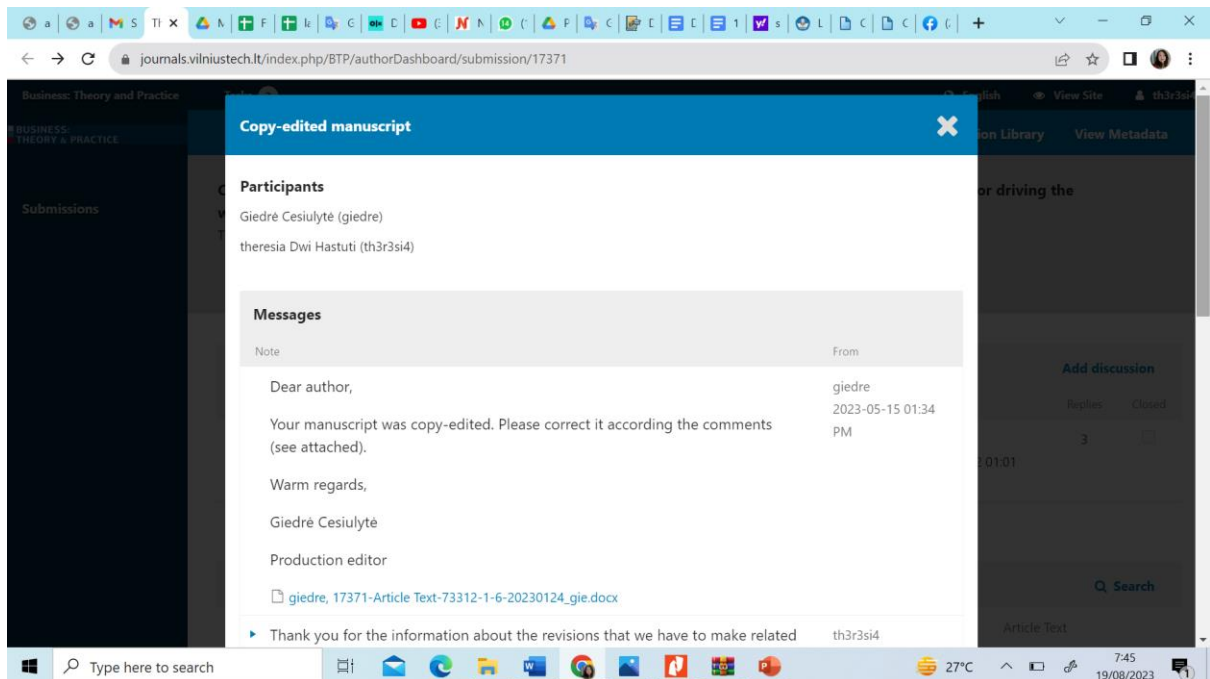 journals.vilniustech.lt/index.php/BTP/authorDashboard/submission/17371
Business: Theory and Practice
English View Site th3r3si4
BUSINESS:
THEORY & PRACTICE
Copy-edited manuscript
ion Library View Metadata
Submissions
Participants
or driving the
Giedrė Cesiulytė (giedre)
theresia Dwi Hastuti (th3r3si4)
Messages
Note From
Add discussion
Replies Closed
3
01:01
Dear author,
giedre
2023-05-15 01:34
PM
Your manuscript was copy-edited. Please correct it according the comments
(see attached).
Warm regards,
Giedrė Cesiulytė
Production editor
giedre, 17371-Article Text-73312-1-6-20230124_gie.docx
Search
Thank you for the information about the revisions that we have to make related
th3r3si4
Article Text
Type here to search
27°C
7:45
19/08/2023